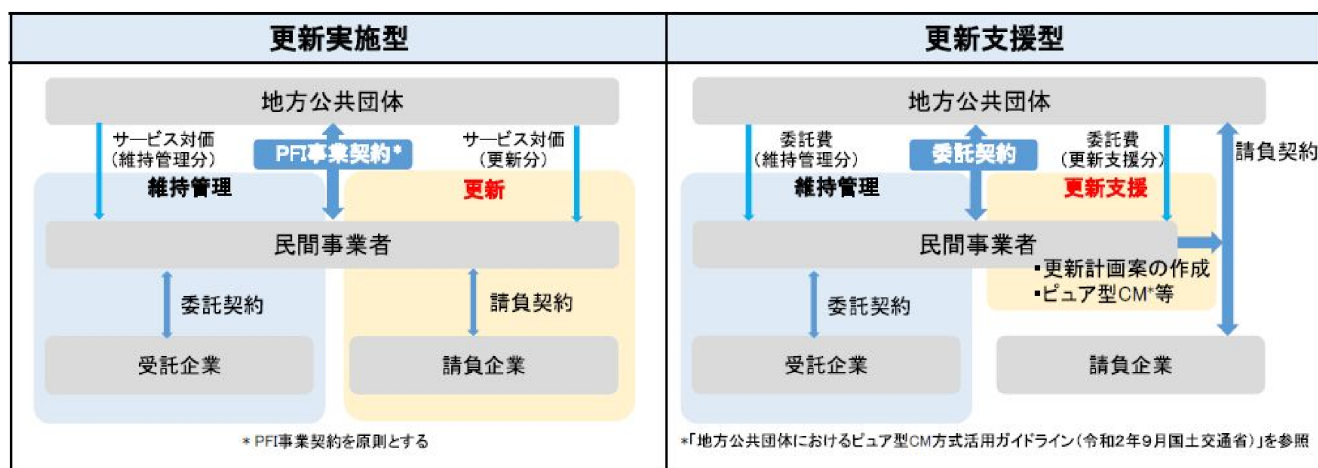 更新実施型
地方公共団体
サービス対価
(維持管理分)
PFI事業契約*
サービス対価
(更新分)
維持管理
更新
民間事業者
委託契約
請負契約
受託企業
請負企業
* PFI事業契約を原則とする
更新支援型
地方公共団体
委託費
(維持管理分)
委託契約
委託費
(更新支援分)
請負契約
維持管理
更新支援
民間事業者
▪更新計画案の作成
▪ピュア型CM*等
委託契約
受託企業
請負企業
*「地方公共団体におけるピュア型CM方式活用ガイドライン(令和2年9月国土交通省)」を参照